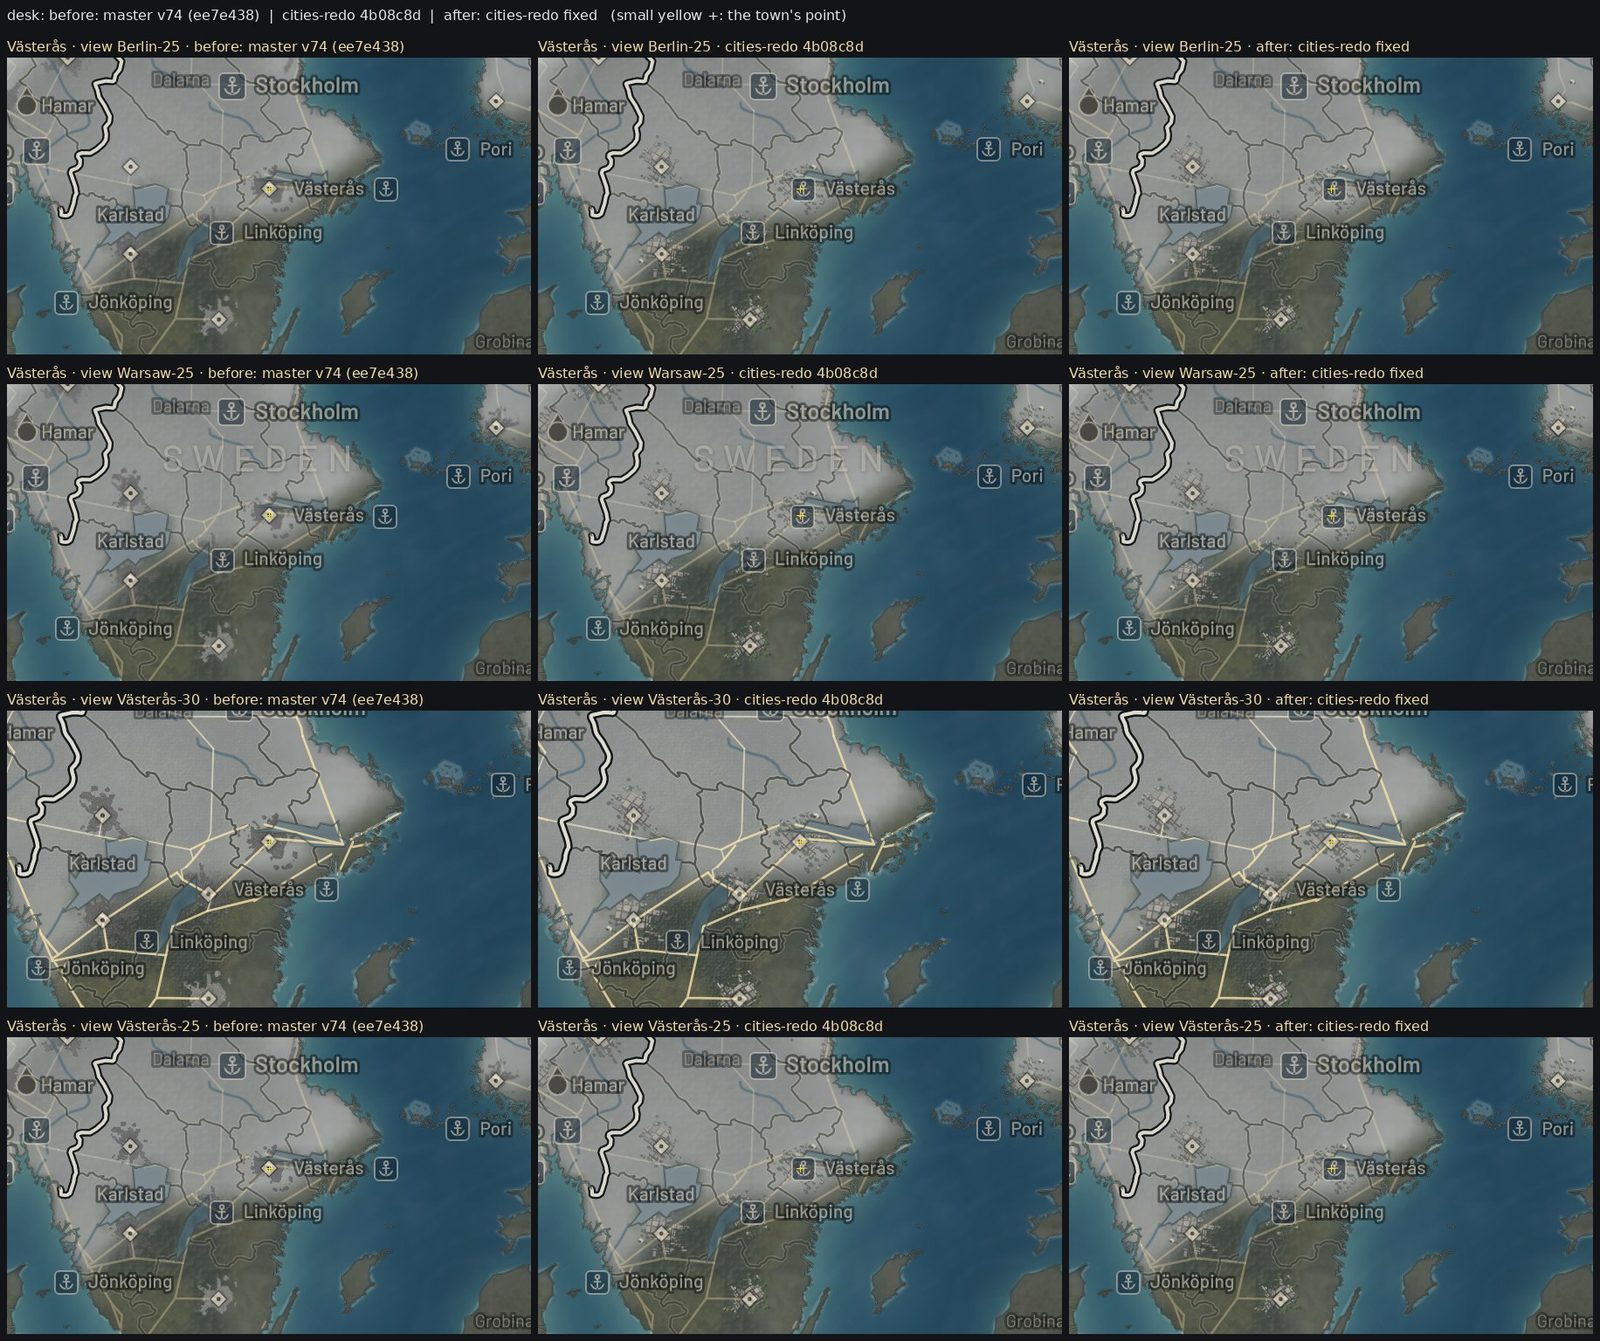 desk: before: master v74 (ee7e438) | cities-redo 4b08c8d | after: cities-redo fixed (small yellow +: the town's point)
Västerås · view Berlin-25 · before: master v74 (ee7e438)
Västerås · view Berlin-25 · cities-redo 4b08c8d
Västerås · view Berlin-25 · after: cities-redo fixed
Dalarna Stockholm
Hamar
Pori
Västerås
Karlstad
Linköping
Jönköping
Grobina
Dalarna Stockholm
Hamar
Pori
Västerås
Karlstad
Linköping
Jönköping
Grobina
Dalarna Stockholm
Hamar
Pori
Västerås
Karlstad
Linköping
Jönköping
Grobina
Västerås · view Warsaw-25 · before: master v74 (ee7e438)
Västerås · view Warsaw-25 · cities-redo 4b08c8d
Västerås · view Warsaw-25 · after: cities-redo fixed
Dalarna Stockholm
Hamar
SWEDEN
Pori
Västerås
Karlstad
Linköping
Jönköping
Grobina
Dalarna Stockholm
Hamar
SWEDEN
Pori
Västerås
Karlstad
Linköping
Jönköping
Grobina
Dalarna Stockholm
Hamar
SWEDEN
Pori
Västerås
Karlstad
Linköping
Jönköping
Grobina
Västerås · view Västerås-30 · before: master v74 (ee7e438)
Västerås · view Västerås-30 · cities-redo 4b08c8d
Västerås · view Västerås-30 · after: cities-redo fixed
Dalarna Stockholm
Hamar
Karlstad
Västerås
Linköping
Jönköping
Dalarna Stockholm
Hamar
Karlstad
Västerås
Linköping
Jönköping
Dalarna Stockholm
Hamar
Karlstad
Västerås
Linköping
Jönköping
Västerås · view Västerås-25 · before: master v74 (ee7e438)
Västerås · view Västerås-25 · cities-redo 4b08c8d
Västerås · view Västerås-25 · after: cities-redo fixed
Dalarna Stockholm
Hamar
Pori
Västerås
Karlstad
Linköping
Jönköping
Grobina
Dalarna Stockholm
Hamar
Pori
Västerås
Karlstad
Linköping
Jönköping
Grobina
Dalarna Stockholm
Hamar
Pori
Västerås
Karlstad
Linköping
Jönköping
Grobina